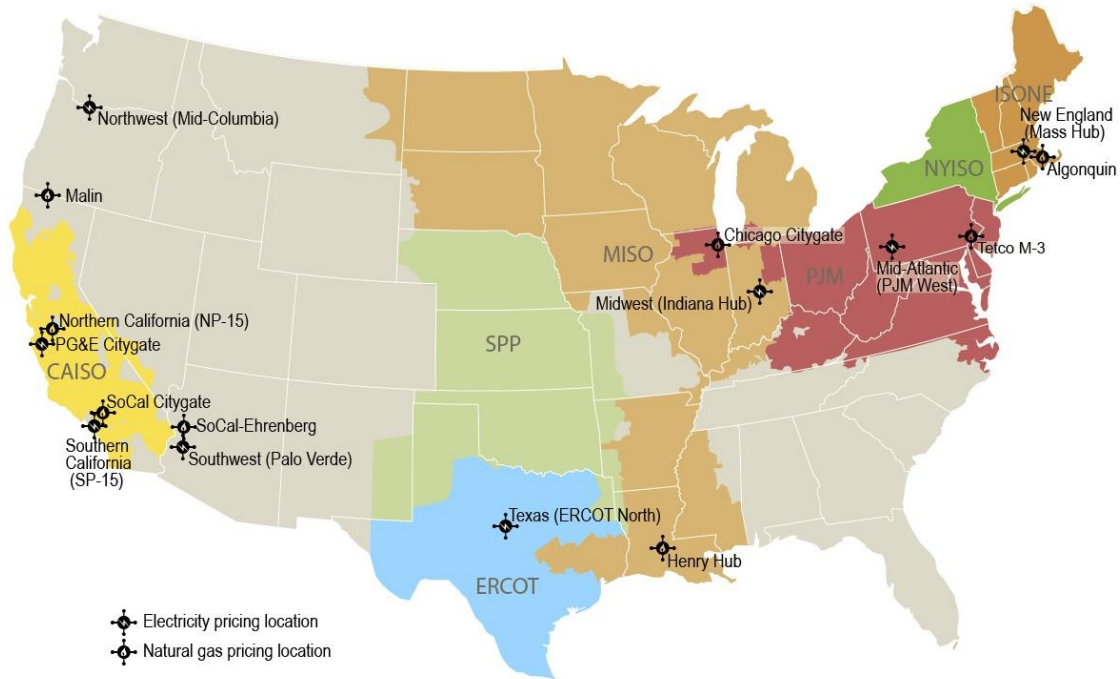 ISONE
New England
(Mass Hub)
Algonquin
NYISO
Northwest (Mid-Columbia)
Malin
Chicago Citygate
Tetco M-3
MISO
PJM
Mid-Atlantic
(PJM West)
Midwest (Indiana Hub)
Northern California (NP-15)
PG&E Citygate
CAISO
SPP
SoCal Citygate
SoCal-Ehrenberg
Southern
California
(SP-15)
Southwest (Palo Verde)
Texas (ERCOT North)
Henry Hub
ERCOT
Electricity pricing location
Natural gas pricing location